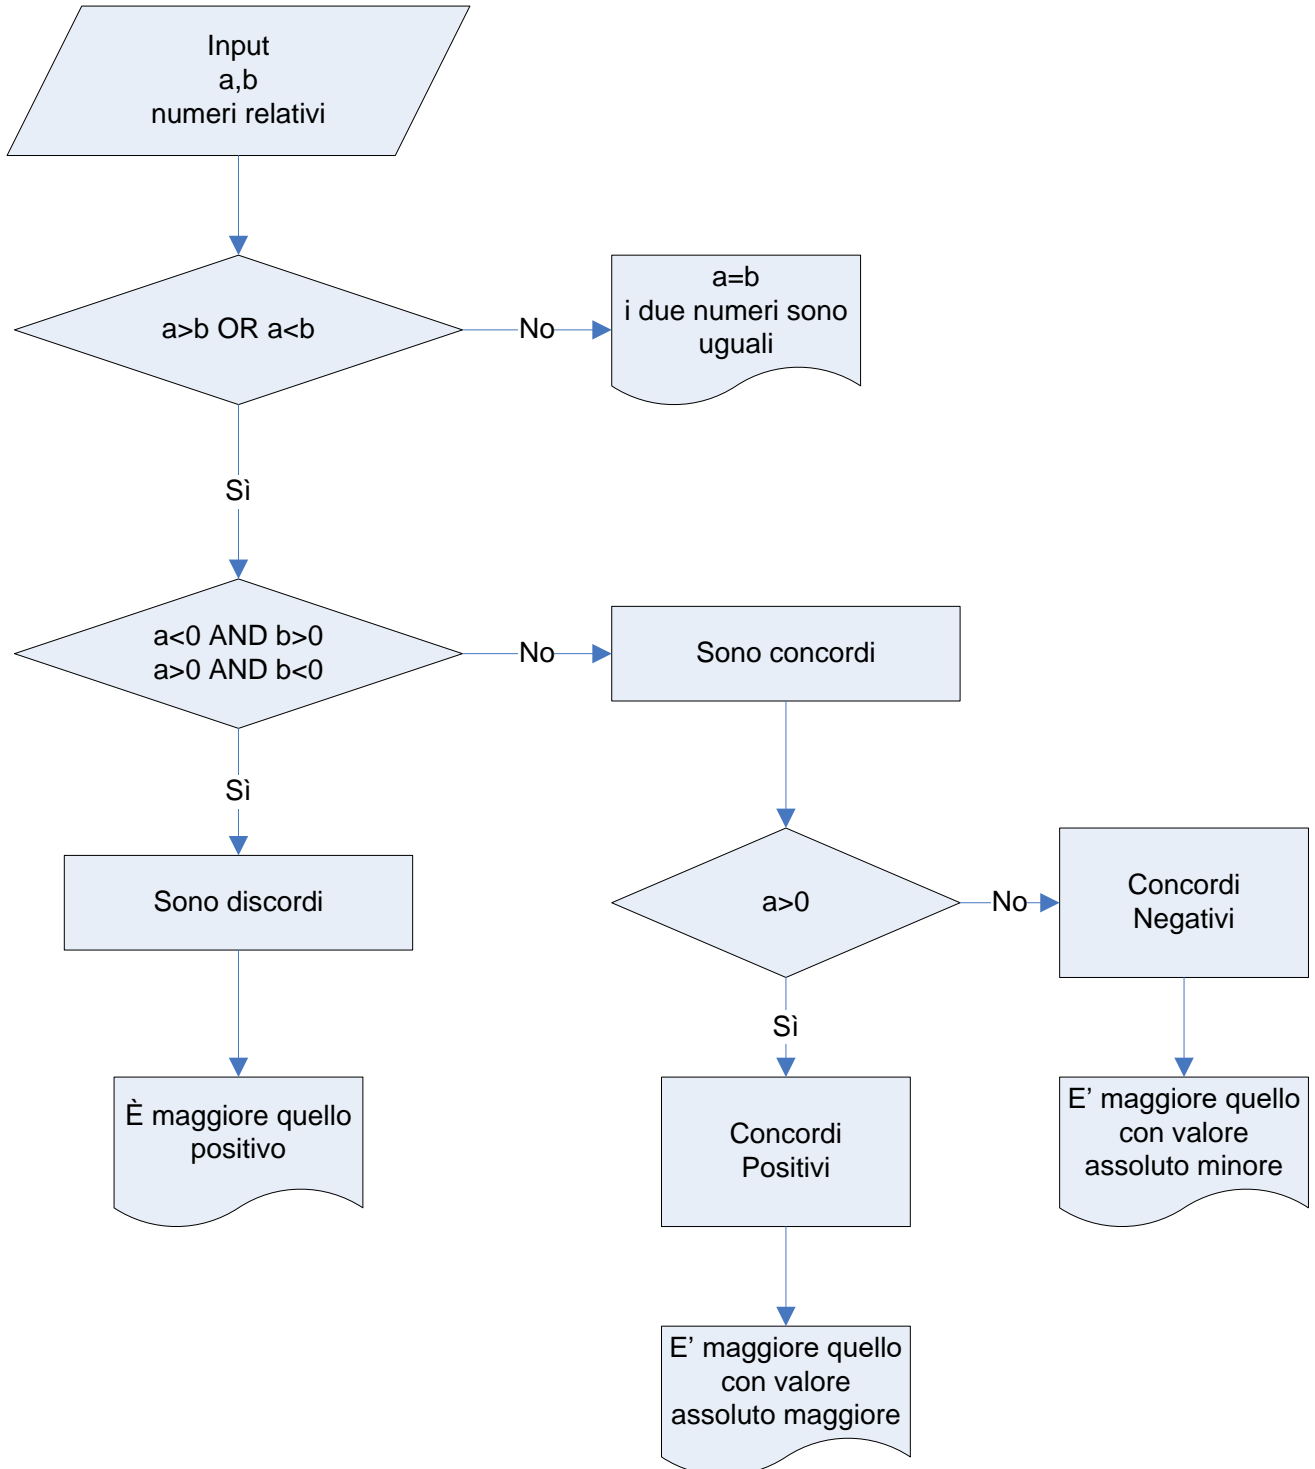 Input
a,b
numeri relativi
a>b OR a<b
No
a=b
i due numeri sono
uguali
Sì
a<0 AND b>0
a>0 AND b<0
No
Sono concordi
Sì
Sono discordi
a>0
No
Concordi
Negativi
Sì
È maggiore quello
positivo
Concordi
Positivi
E’ maggiore quello
con valore
assoluto minore
E’ maggiore quello
con valore
assoluto maggiore